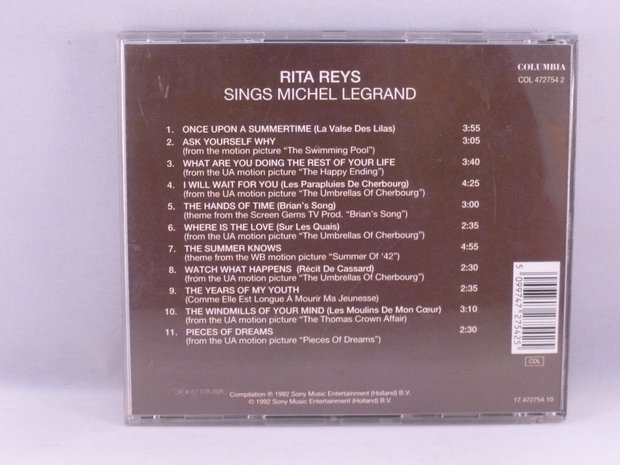 COLUMBIA
COL 472754 2
RITA REYS
SINGS MICHEL LEGRAND
1. ONCE UPON A SUMMERTIME (La Valse Des Lilas) 3:55
2. ASK YOURSELF WHY 3:05
(from the motion picture "The Swimming Pool")
3. WHAT ARE YOU DOING THE REST OF YOUR LIFE 3:40
(from the UA motion picture "The Happy Ending")
4. I WILL WAIT FOR YOU (Les Parapluies De Cherbourg) 4:25
(from the UA motion picture "The Umbrellas Of Cherbourg")
5. THE HANDS OF TIME (Brian's Song) 3:00
(theme from the Screen Gems TV Prod. "Brian's Song")
6. WHERE IS THE LOVE (Sur Les Quais) 2:35
(from the UA motion picture "The Umbrellas Of Cherbourg")
7. THE SUMMER KNOWS 4:55
(theme from the WB motion picture "Summer Of '42")
8. WATCH WHAT HAPPENS (Récit De Cassard) 2:30
(from the UA motion picture "The Umbrellas Of Cherbourg)
9. THE YEARS OF MY YOUTH 2:35
(Comme Elle Est Longue À Mourir Ma Jeunesse)
10. THE WINDMILLS OF YOUR MIND (Les Moulins De Mon Cœur) 3:10
(from the UA motion picture "The Thomas Crown Affair)
11. PIECES OF DREAMS 2:30
(from the UA motion picture "Pieces Of Dreams")
5 099747 275425
CDL
Sony Music
Compilation ℗ 1992 Sony Music Entertainment (Holland) B.V.
© 1992 Sony Music Entertainment (Holland) B.V.
17.472754.10